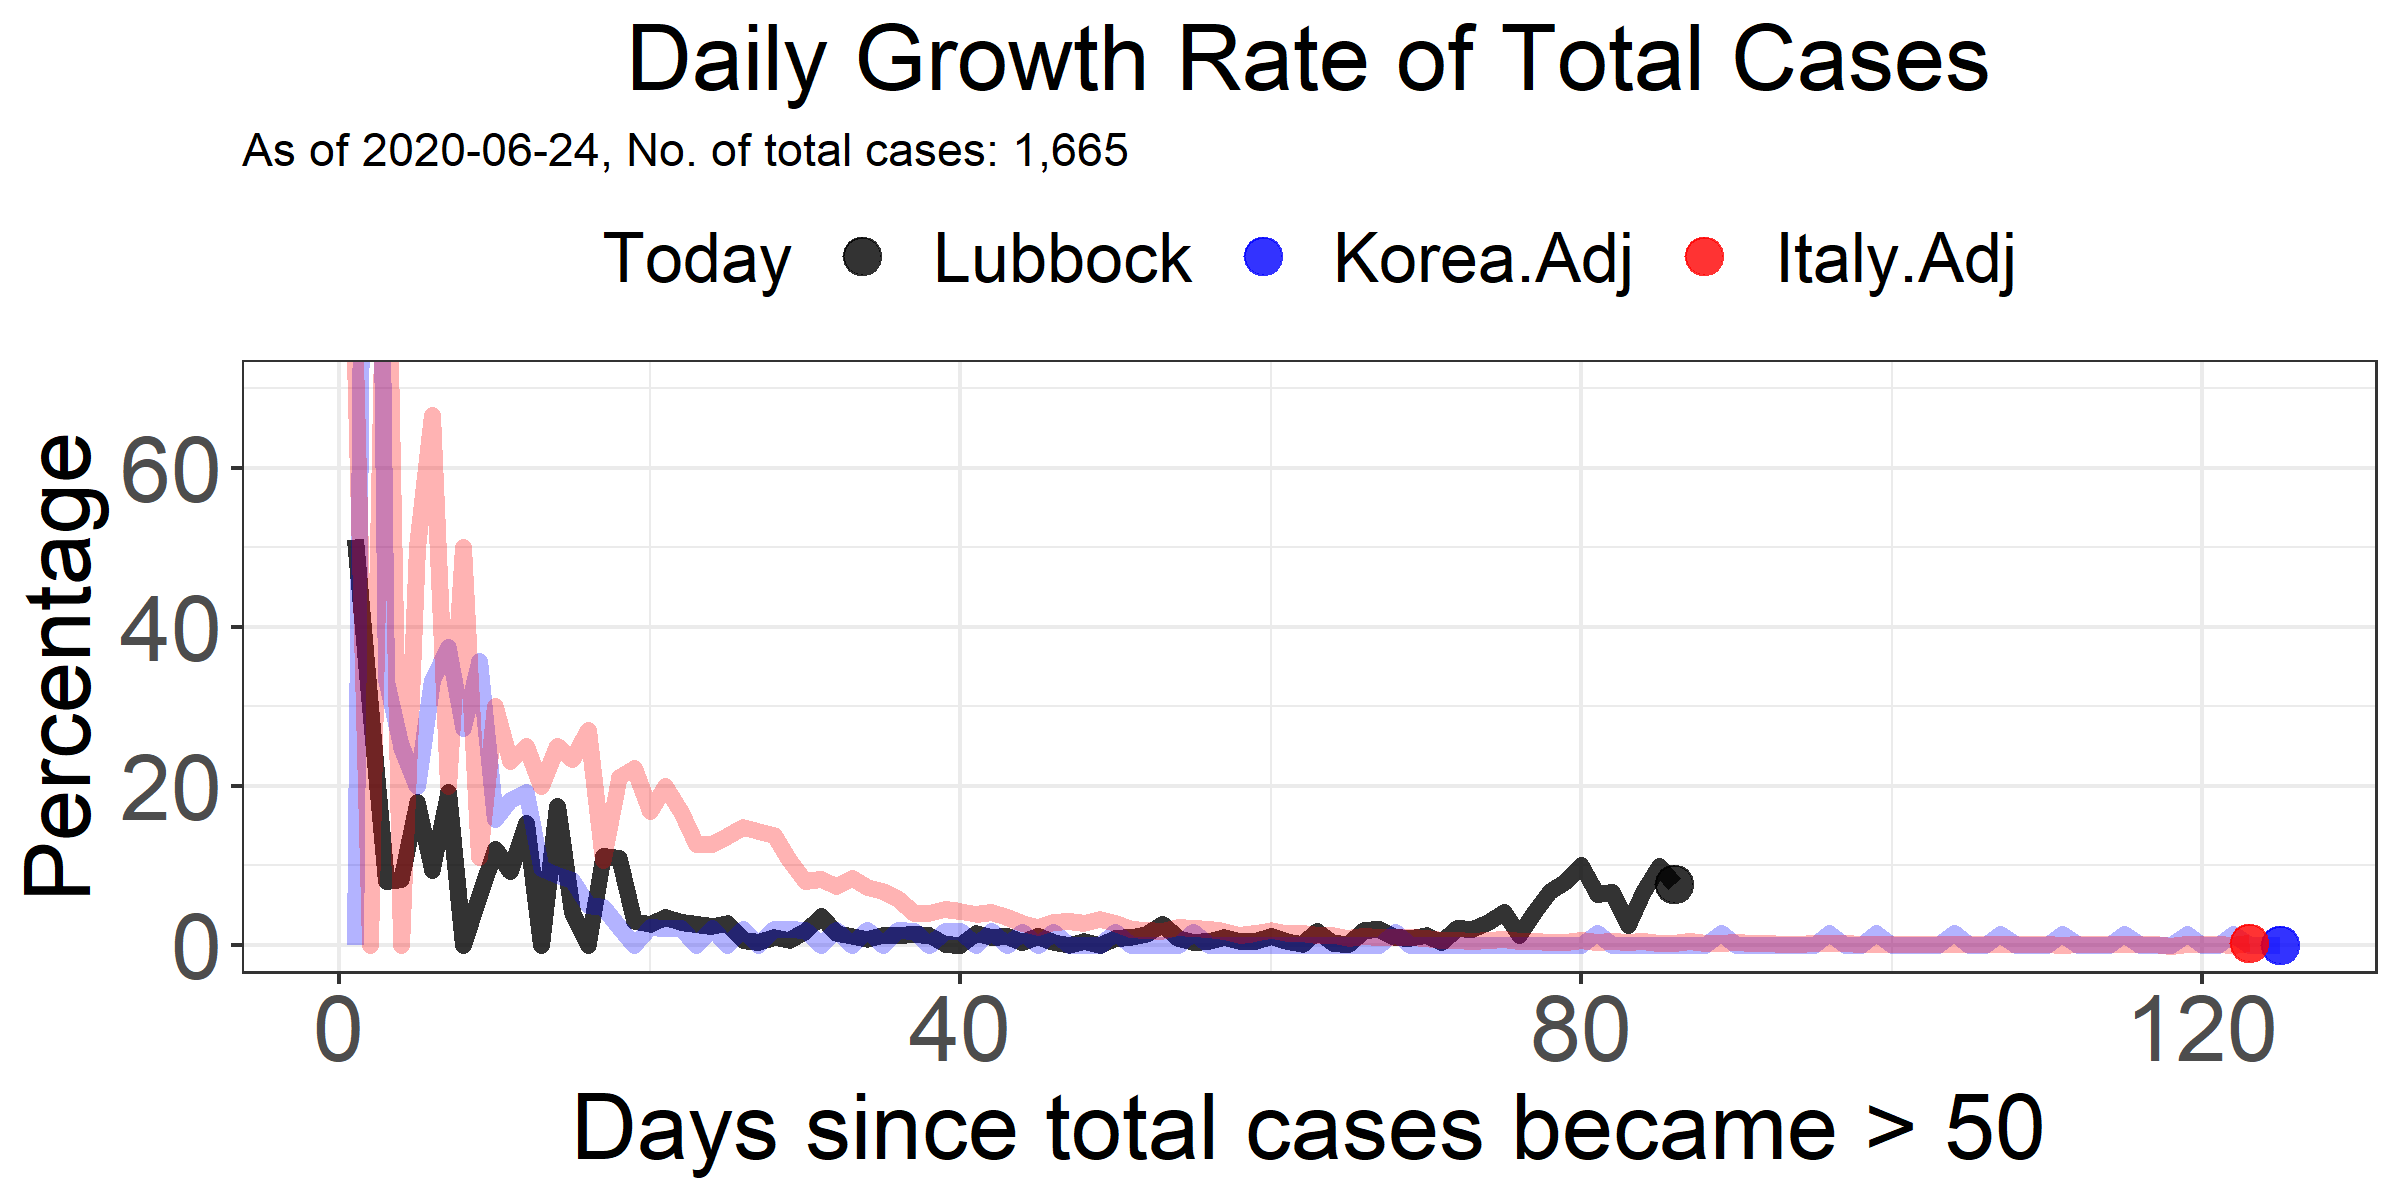 Daily Growth Rate of Total Cases
As of 2020-06-24, No. of total cases: 1,665
Today Lubbock Korea.Adj Italy.Adj
Percentage
60
40
20
0
0 40 80 120
Days since total cases became > 50